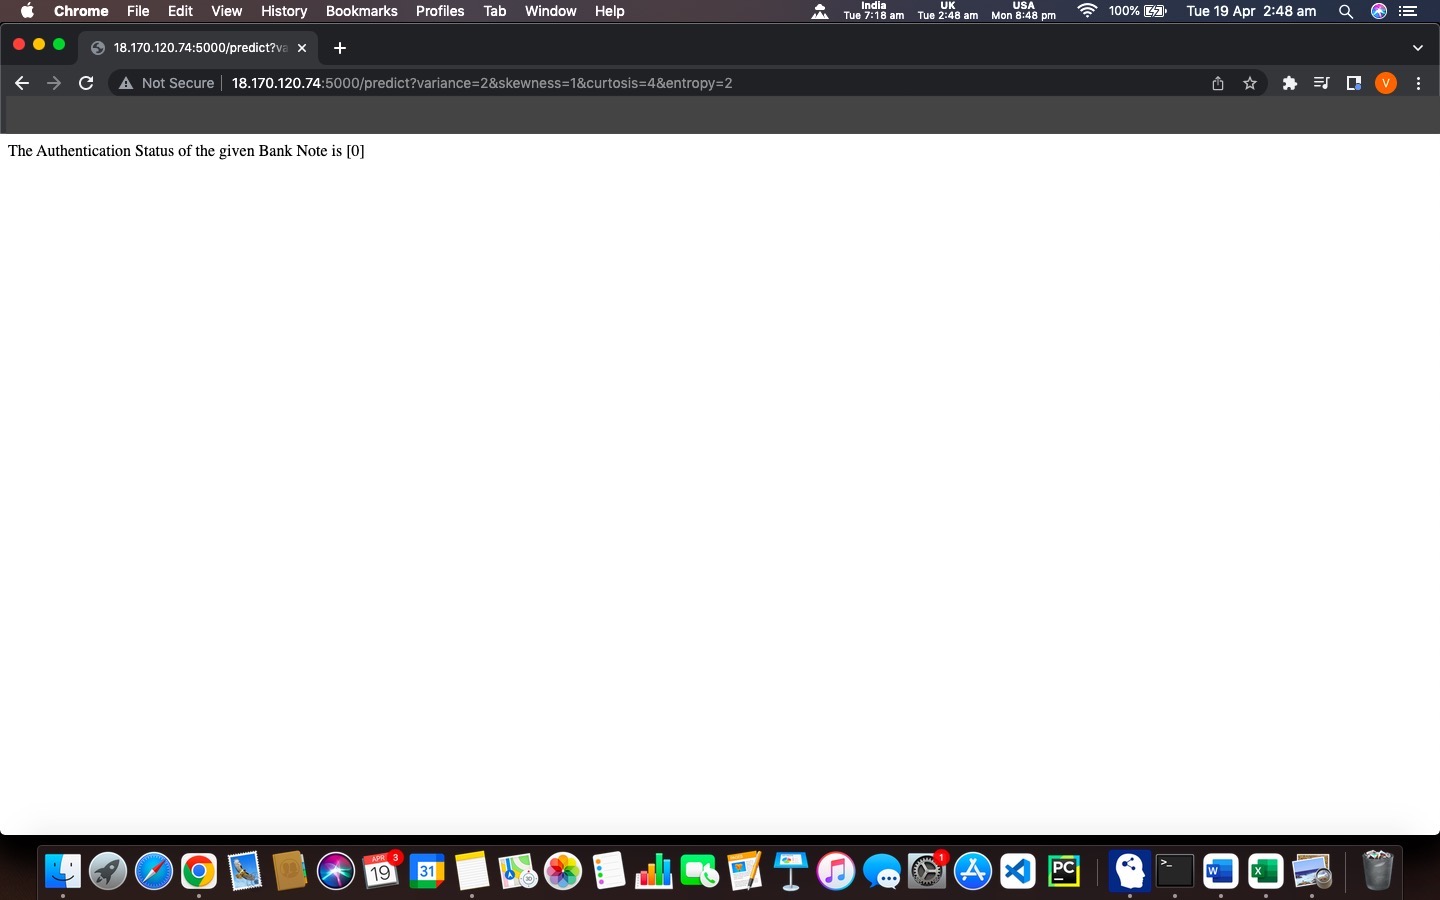 Chrome File Edit View History Bookmarks Profiles Tab Window Help
India Tue 7:18 am
UK Tue 2:48 am
USA Mon 8:48 pm
100%
Tue 19 Apr 2:48 am
18.170.120.74:5000/predict?va
Not Secure 18.170.120.74:5000/predict?variance=2&skewness=1&curtosis=4&entropy=2
V
The Authentication Status of the given Bank Note is [0]
APR
19
3
31
1
PC
>_
W
X